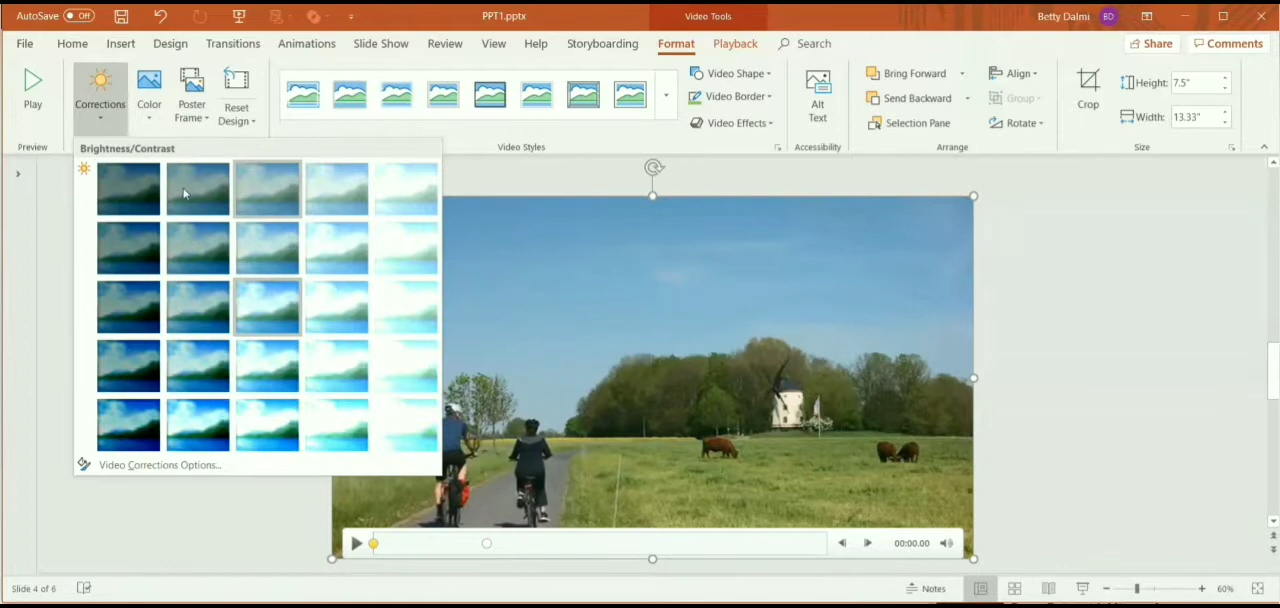 AutoSave Off PPT1.pptx Video Tools Betty Dalmi BD
File Home Insert Design Transitions Animations Slide Show Review View Help Storyboarding Format Playback Search Share Comments
Play
Corrections
Color
Poster
Frame
Reset
Design
Video Shape
Video Border
Video Effects
Alt
Text
Bring Forward
Send Backward
Selection Pane
Align
Group
Rotate
Crop
Height: 7.5"
Width: 13.33"
Preview Video Styles Accessibility Arrange Size
Brightness/Contrast
Video Corrections Options...
00:00.00
Slide 4 of 6 Notes 60%